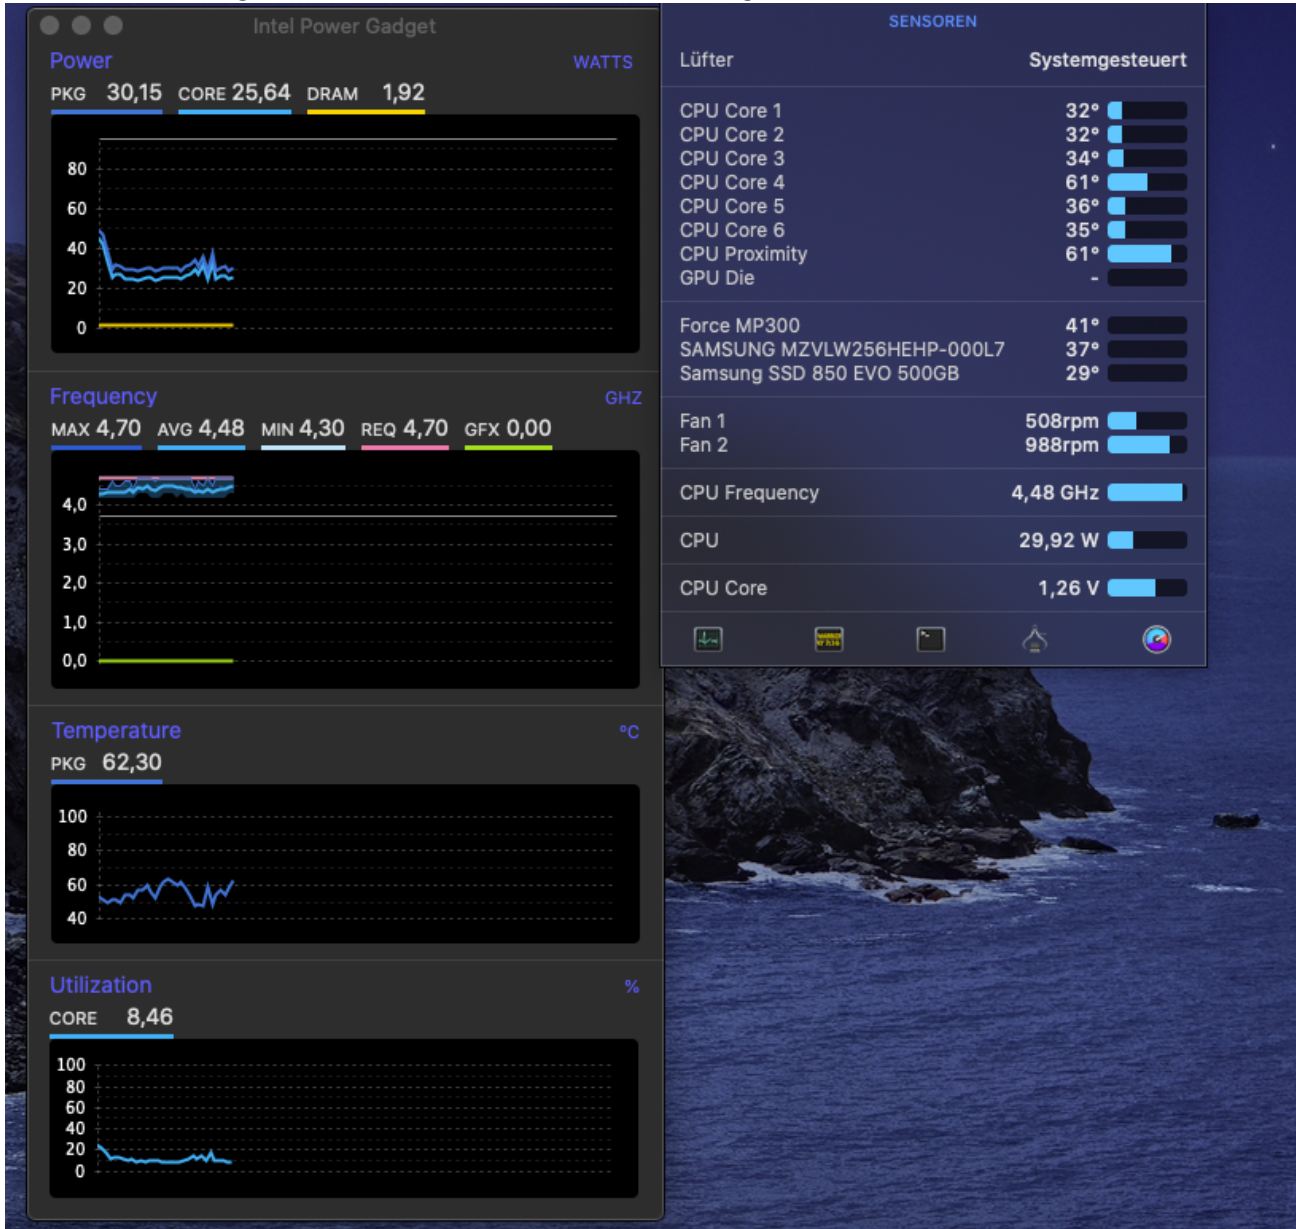 Intel Power Gadget
Power WATTS
PKG 30,15 CORE 25,64 DRAM 1,92
80
60
40
20
0
Frequency GHZ
MAX 4,70 AVG 4,48 MIN 4,30 REQ 4,70 GFX 0,00
4,0
3,0
2,0
1,0
0,0
Temperature °C
PKG 62,30
100
80
60
40
Utilization %
CORE 8,46
100
80
60
40
20
0
SENSOREN
Lüfter Systemgesteuert
CPU Core 1 32°
CPU Core 2 32°
CPU Core 3 34°
CPU Core 4 61°
CPU Core 5 36°
CPU Core 6 35°
CPU Proximity 61°
GPU Die -
Force MP300 41°
SAMSUNG MZVLW256HEHP-000L7 37°
Samsung SSD 850 EVO 500GB 29°
Fan 1 508rpm
Fan 2 988rpm
CPU Frequency 4,48 GHz
CPU 29,92 W
CPU Core 1,26 V